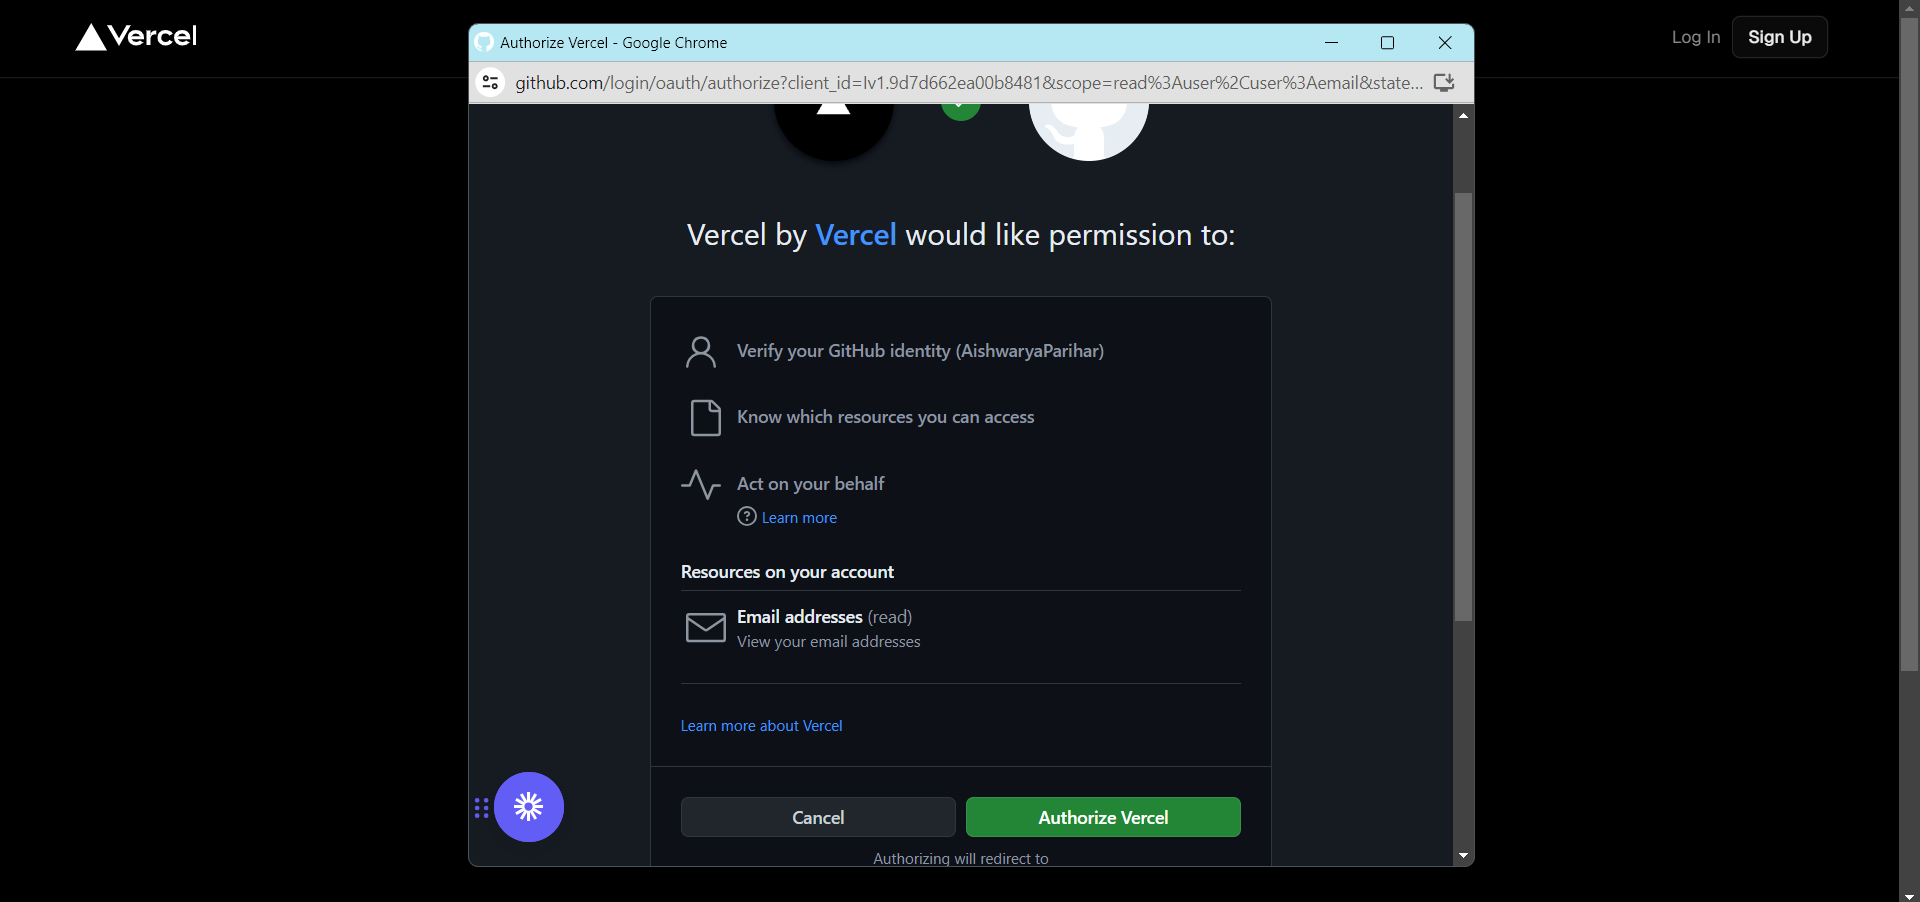 Vercel
Log In
Sign Up
Authorize Vercel - Google Chrome
github.com/login/oauth/authorize?client_id=Iv1.9d7d662ea00b8481&scope=read%3Auser%2Cuser%3Aemail&state...
Vercel by Vercel would like permission to:
Verify your GitHub identity (AishwaryaParihar)
Know which resources you can access
Act on your behalf
Learn more
Resources on your account
Email addresses (read)
View your email addresses
Learn more about Vercel
Cancel
Authorize Vercel
Authorizing will redirect to